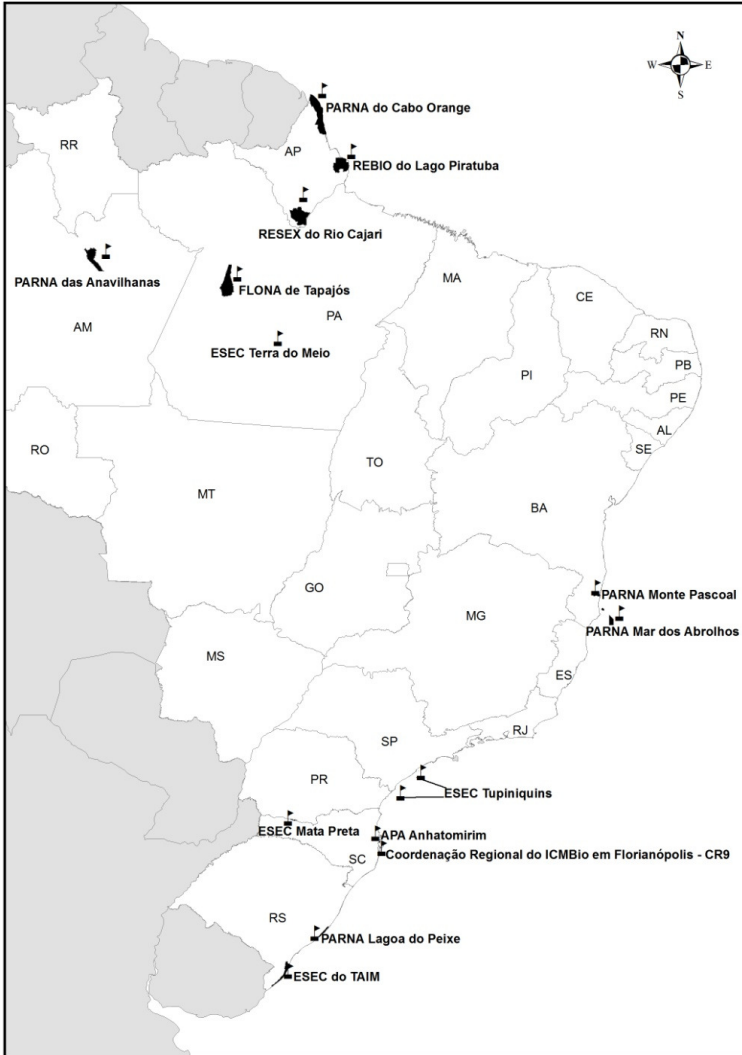 N
W E
S
PARNA do Cabo Orange
RR
AP
REBIO do Lago Piratuba
RESEX do Rio Cajari
PARNA das Anavilhanas
FLONA de Tapajós
MA
CE
AM
PA
RN
ESEC Terra do Meio
PI
PB
PE
AL
RO
SE
TO
MT
BA
GO
PARNA Monte Pascoal
MG
PARNA Mar dos Abrolhos
MS
ES
RJ
SP
PR
ESEC Tupiniquins
ESEC Mata Preta
APA Anhatomirim
SC
Coordenação Regional do ICMBio em Florianópolis - CR9
RS
PARNA Lagoa do Peixe
ESEC do TAIM